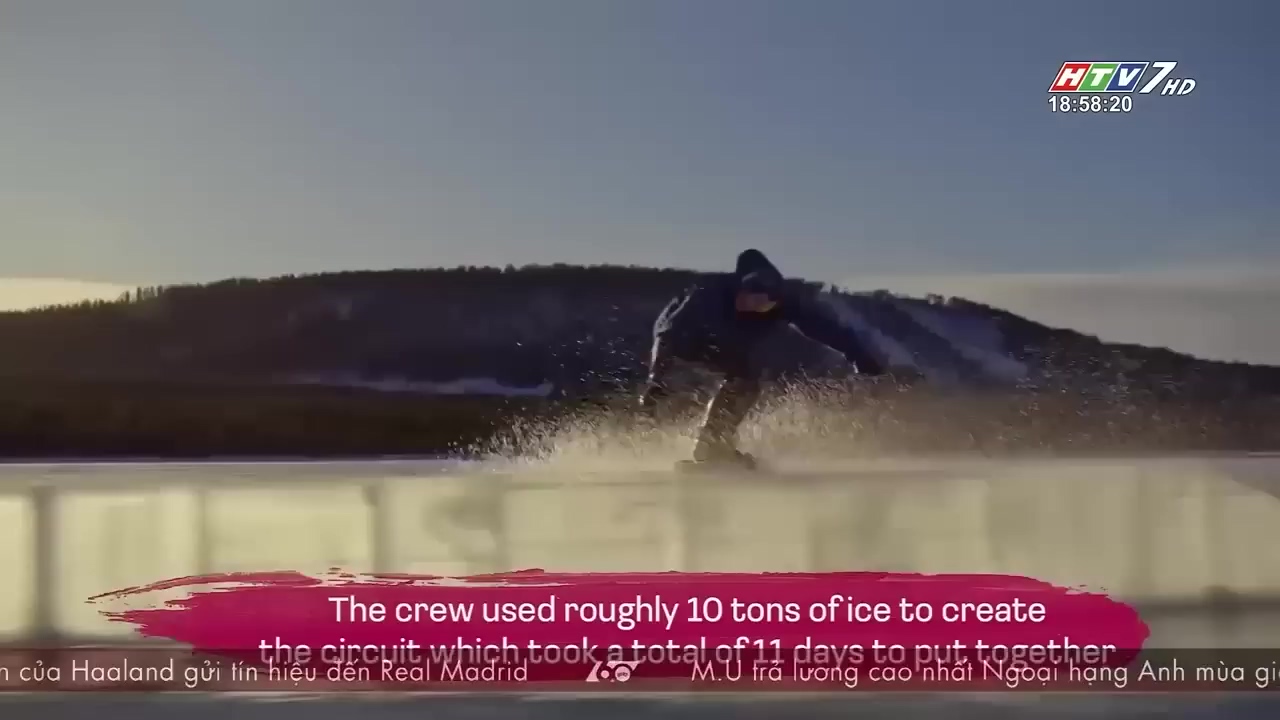 HTV7HD
18:58:20
The crew used roughly 10 tons of ice to create
the circuit which took a total of 11 days to put together
của Haaland gửi tín hiệu đến Real Madrid
M.U trả lương cao nhất Ngoại hạng Anh mùa